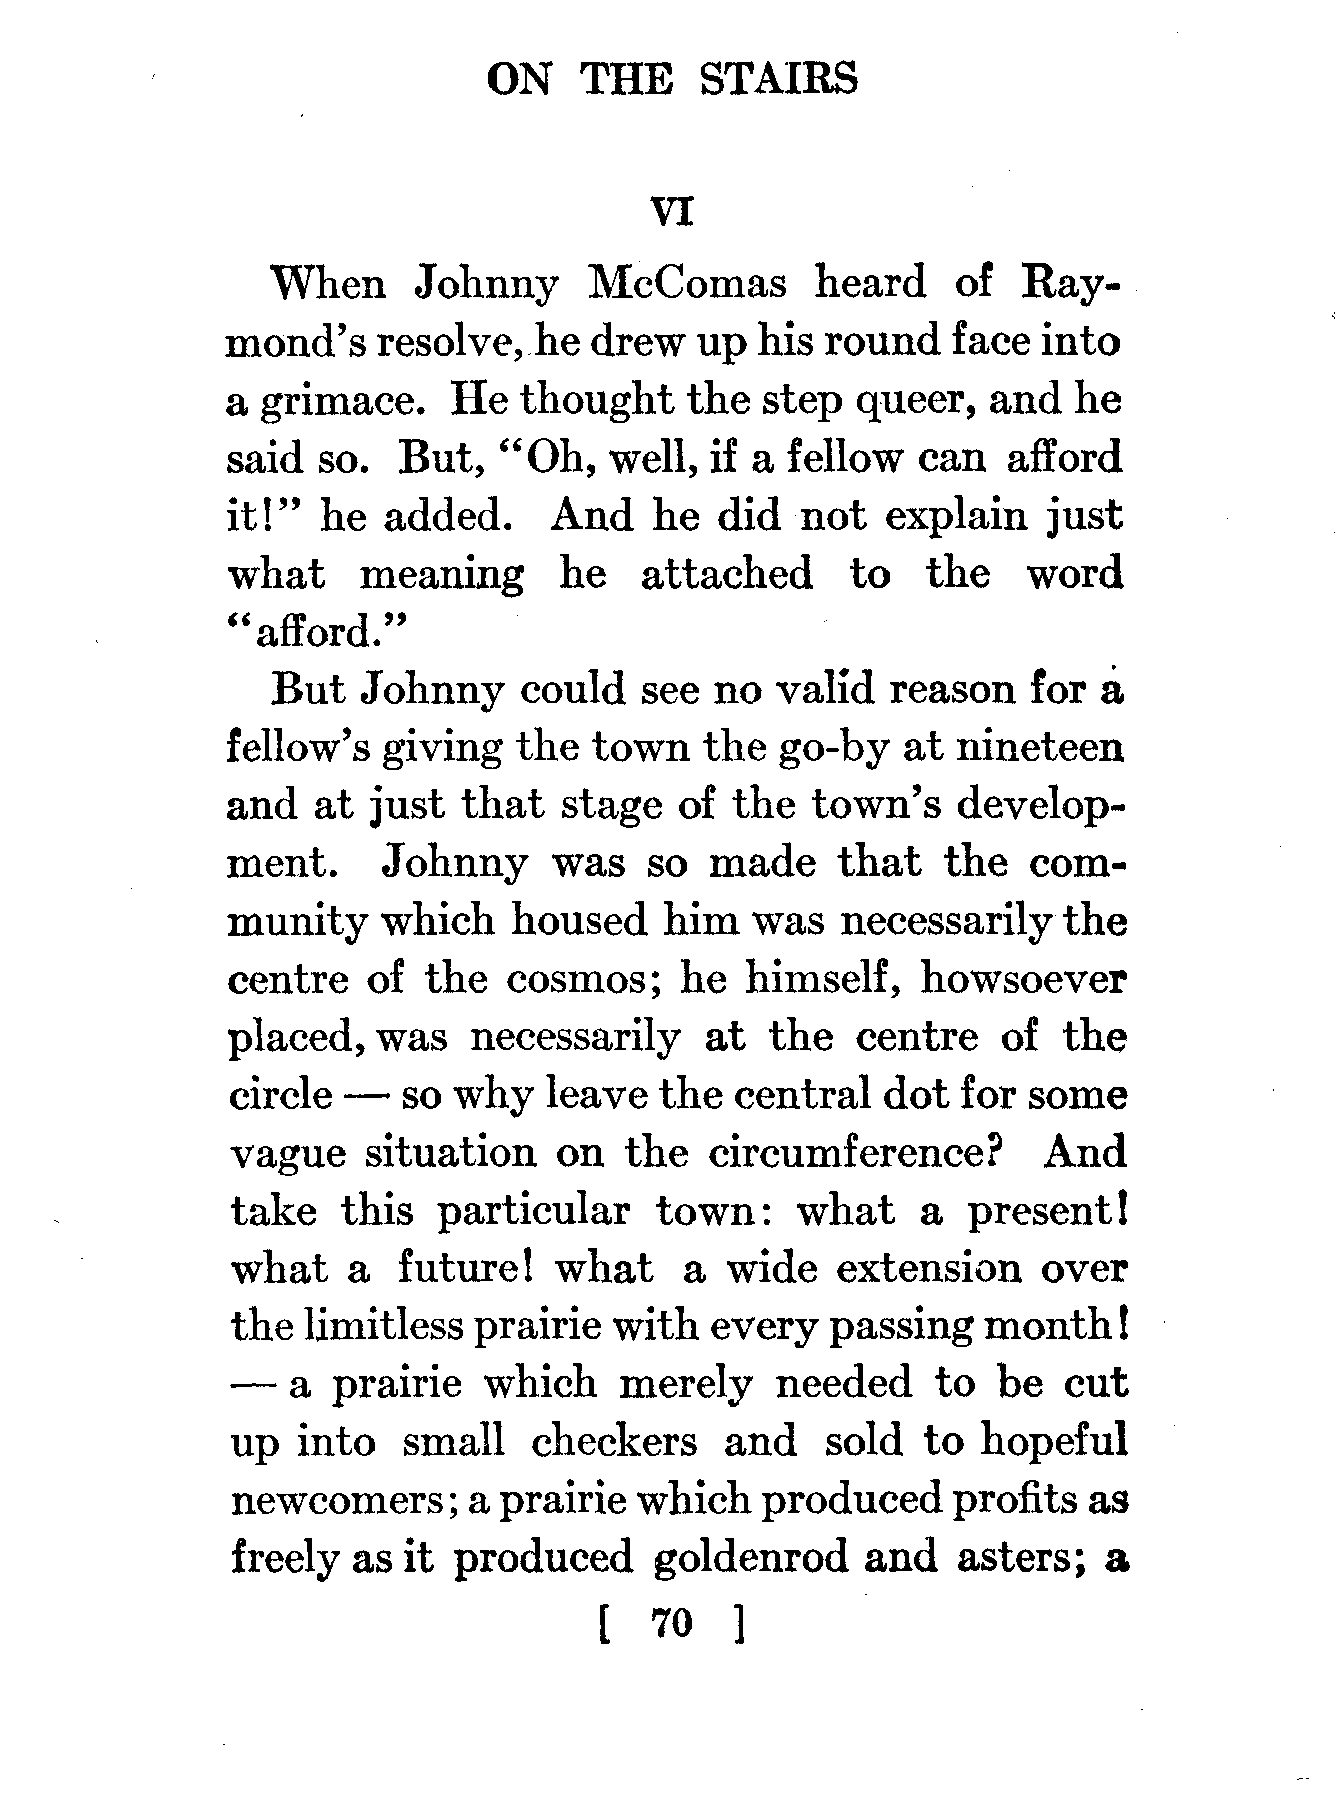 ON THE STAIRS
VI
When Johnny McComas heard of Ray-
mond's resolve, he drew up his round face into
a grimace. He thought the step queer, and he
said so. But, "Oh, well, if a fellow can afford
it!" he added. And he did not explain just
what meaning he attached to the word
"afford."
But Johnny could see no valid reason for a
fellow's giving the town the go-by at nineteen
and at just that stage of the town's develop-
ment. Johnny was so made that the com-
munity which housed him was necessarily the
centre of the cosmos; he himself, howsoever
placed, was necessarily at the centre of the
circle — so why leave the central dot for some
vague situation on the circumference? And
take this particular town: what a present!
what a future! what a wide extension over
the limitless prairie with every passing month!
— a prairie which merely needed to be cut
up into small checkers and sold to hopeful
newcomers; a prairie which produced profits as
freely as it produced goldenrod and asters; a
[ 70 ]